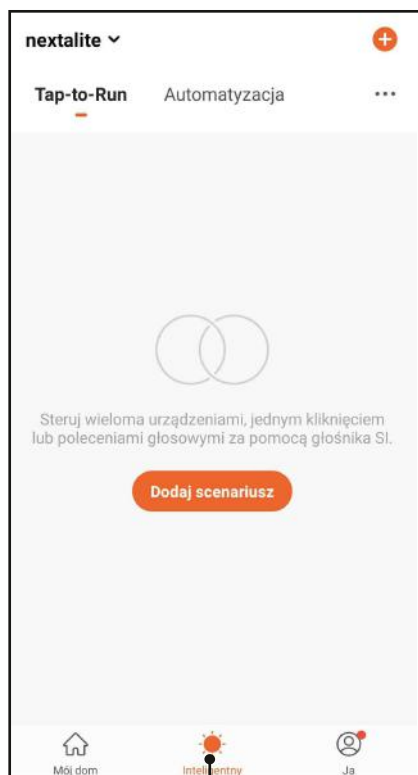 nextalite
Tap-to-Run Automatyzacja
Steruj wieloma urządzeniami, jednym kliknięciem
lub poleceniami głosowymi za pomocą głośnika SI.
Dodaj scenariusz
Mój dom Inteligentny Ja